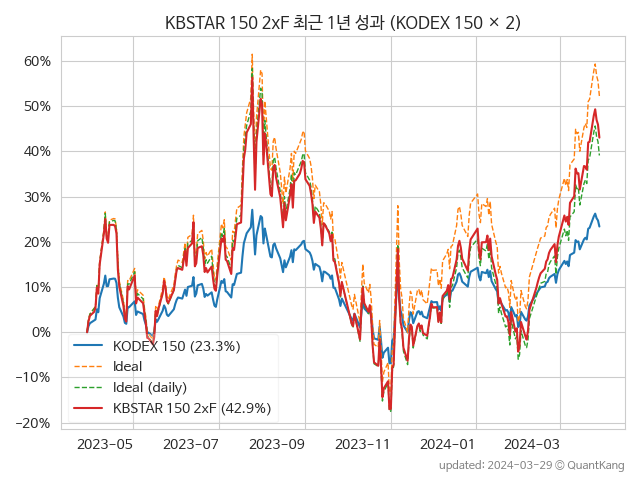 KBSTAR 150 2xF 최근 1년 성과 (KODEX 150 × 2)
60%
50%
40%
30%
20%
10%
0%
−10%
−20%
KODEX 150 (23.3%)
Ideal
Ideal (daily)
KBSTAR 150 2xF (42.9%)
2023−05 2023−07 2023−09 2023−11 2024−01 2024−03
updated: 2024−03−29 ⓒ QuantKang